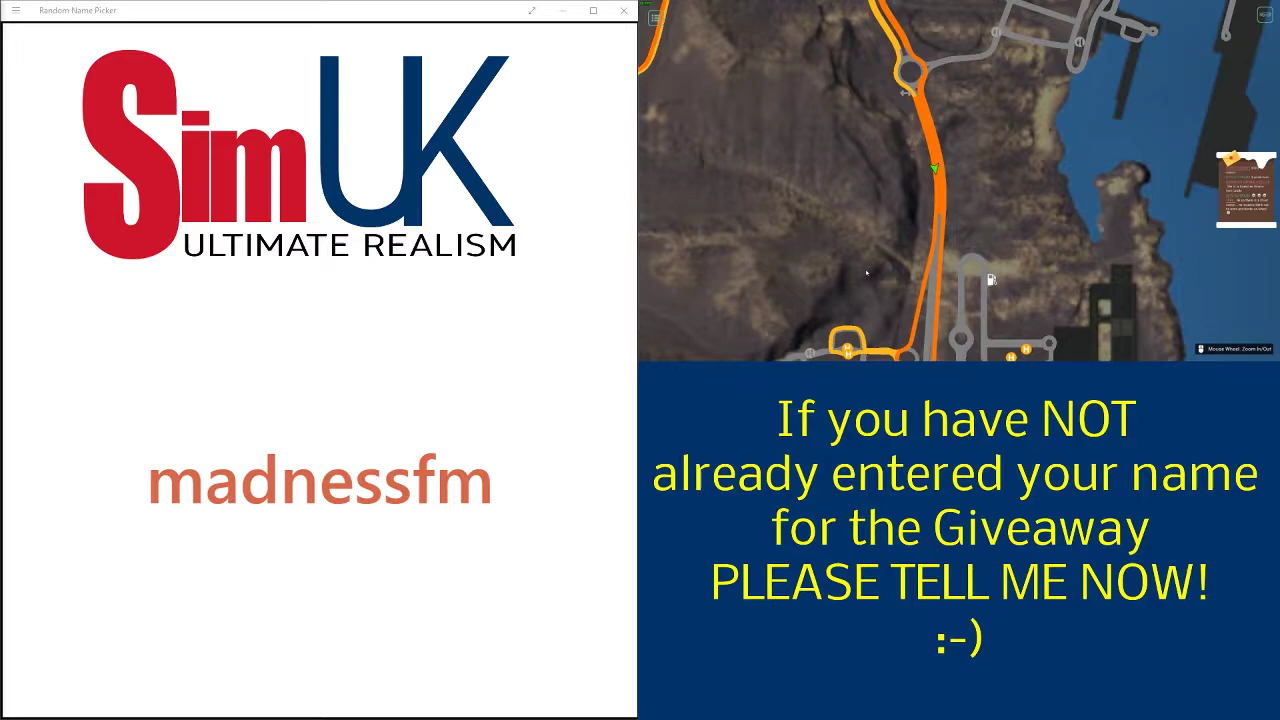 Random Name Picker
SimUK
ULTIMATE REALISM
madnessfm
Mouse Wheel: Zoom In/Out
If you have NOT
already entered your name
for the Giveaway
PLEASE TELL ME NOW!
:-)